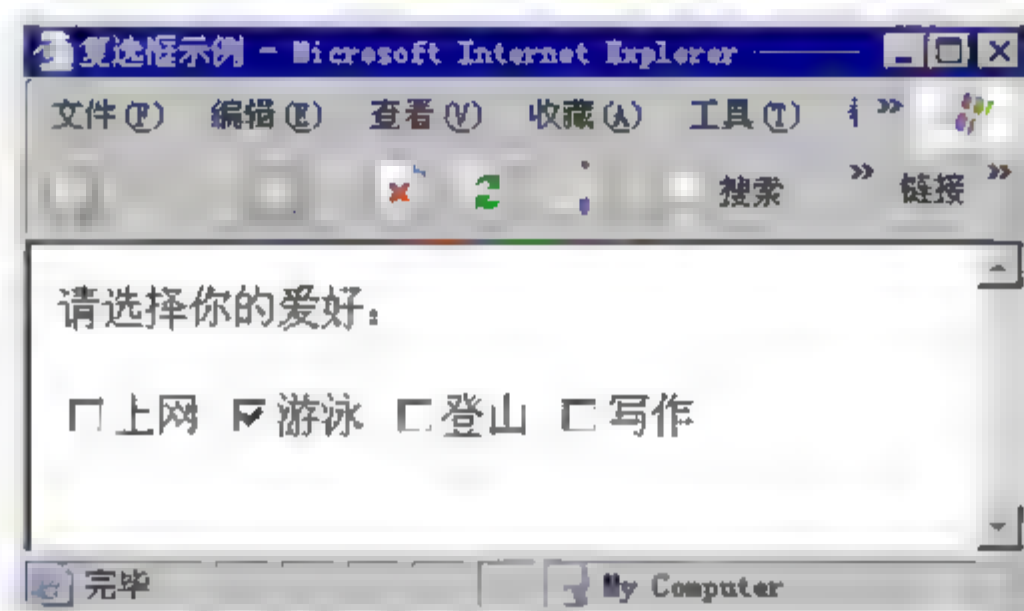 复选框示例 - Microsoft Internet Explorer
文件(F) 编辑(E) 查看(V) 收藏(A) 工具(T) »
搜索 » 链接 »
请选择你的爱好：
上网 游泳 登山 写作
完毕 My Computer